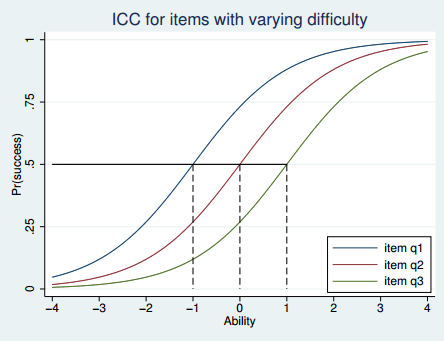 ICC for items with varying difficulty
Pr(success)
1
.75
.5
.25
0
−4 −3 −2 −1 0 1 2 3 4
Ability
item q1
item q2
item q3